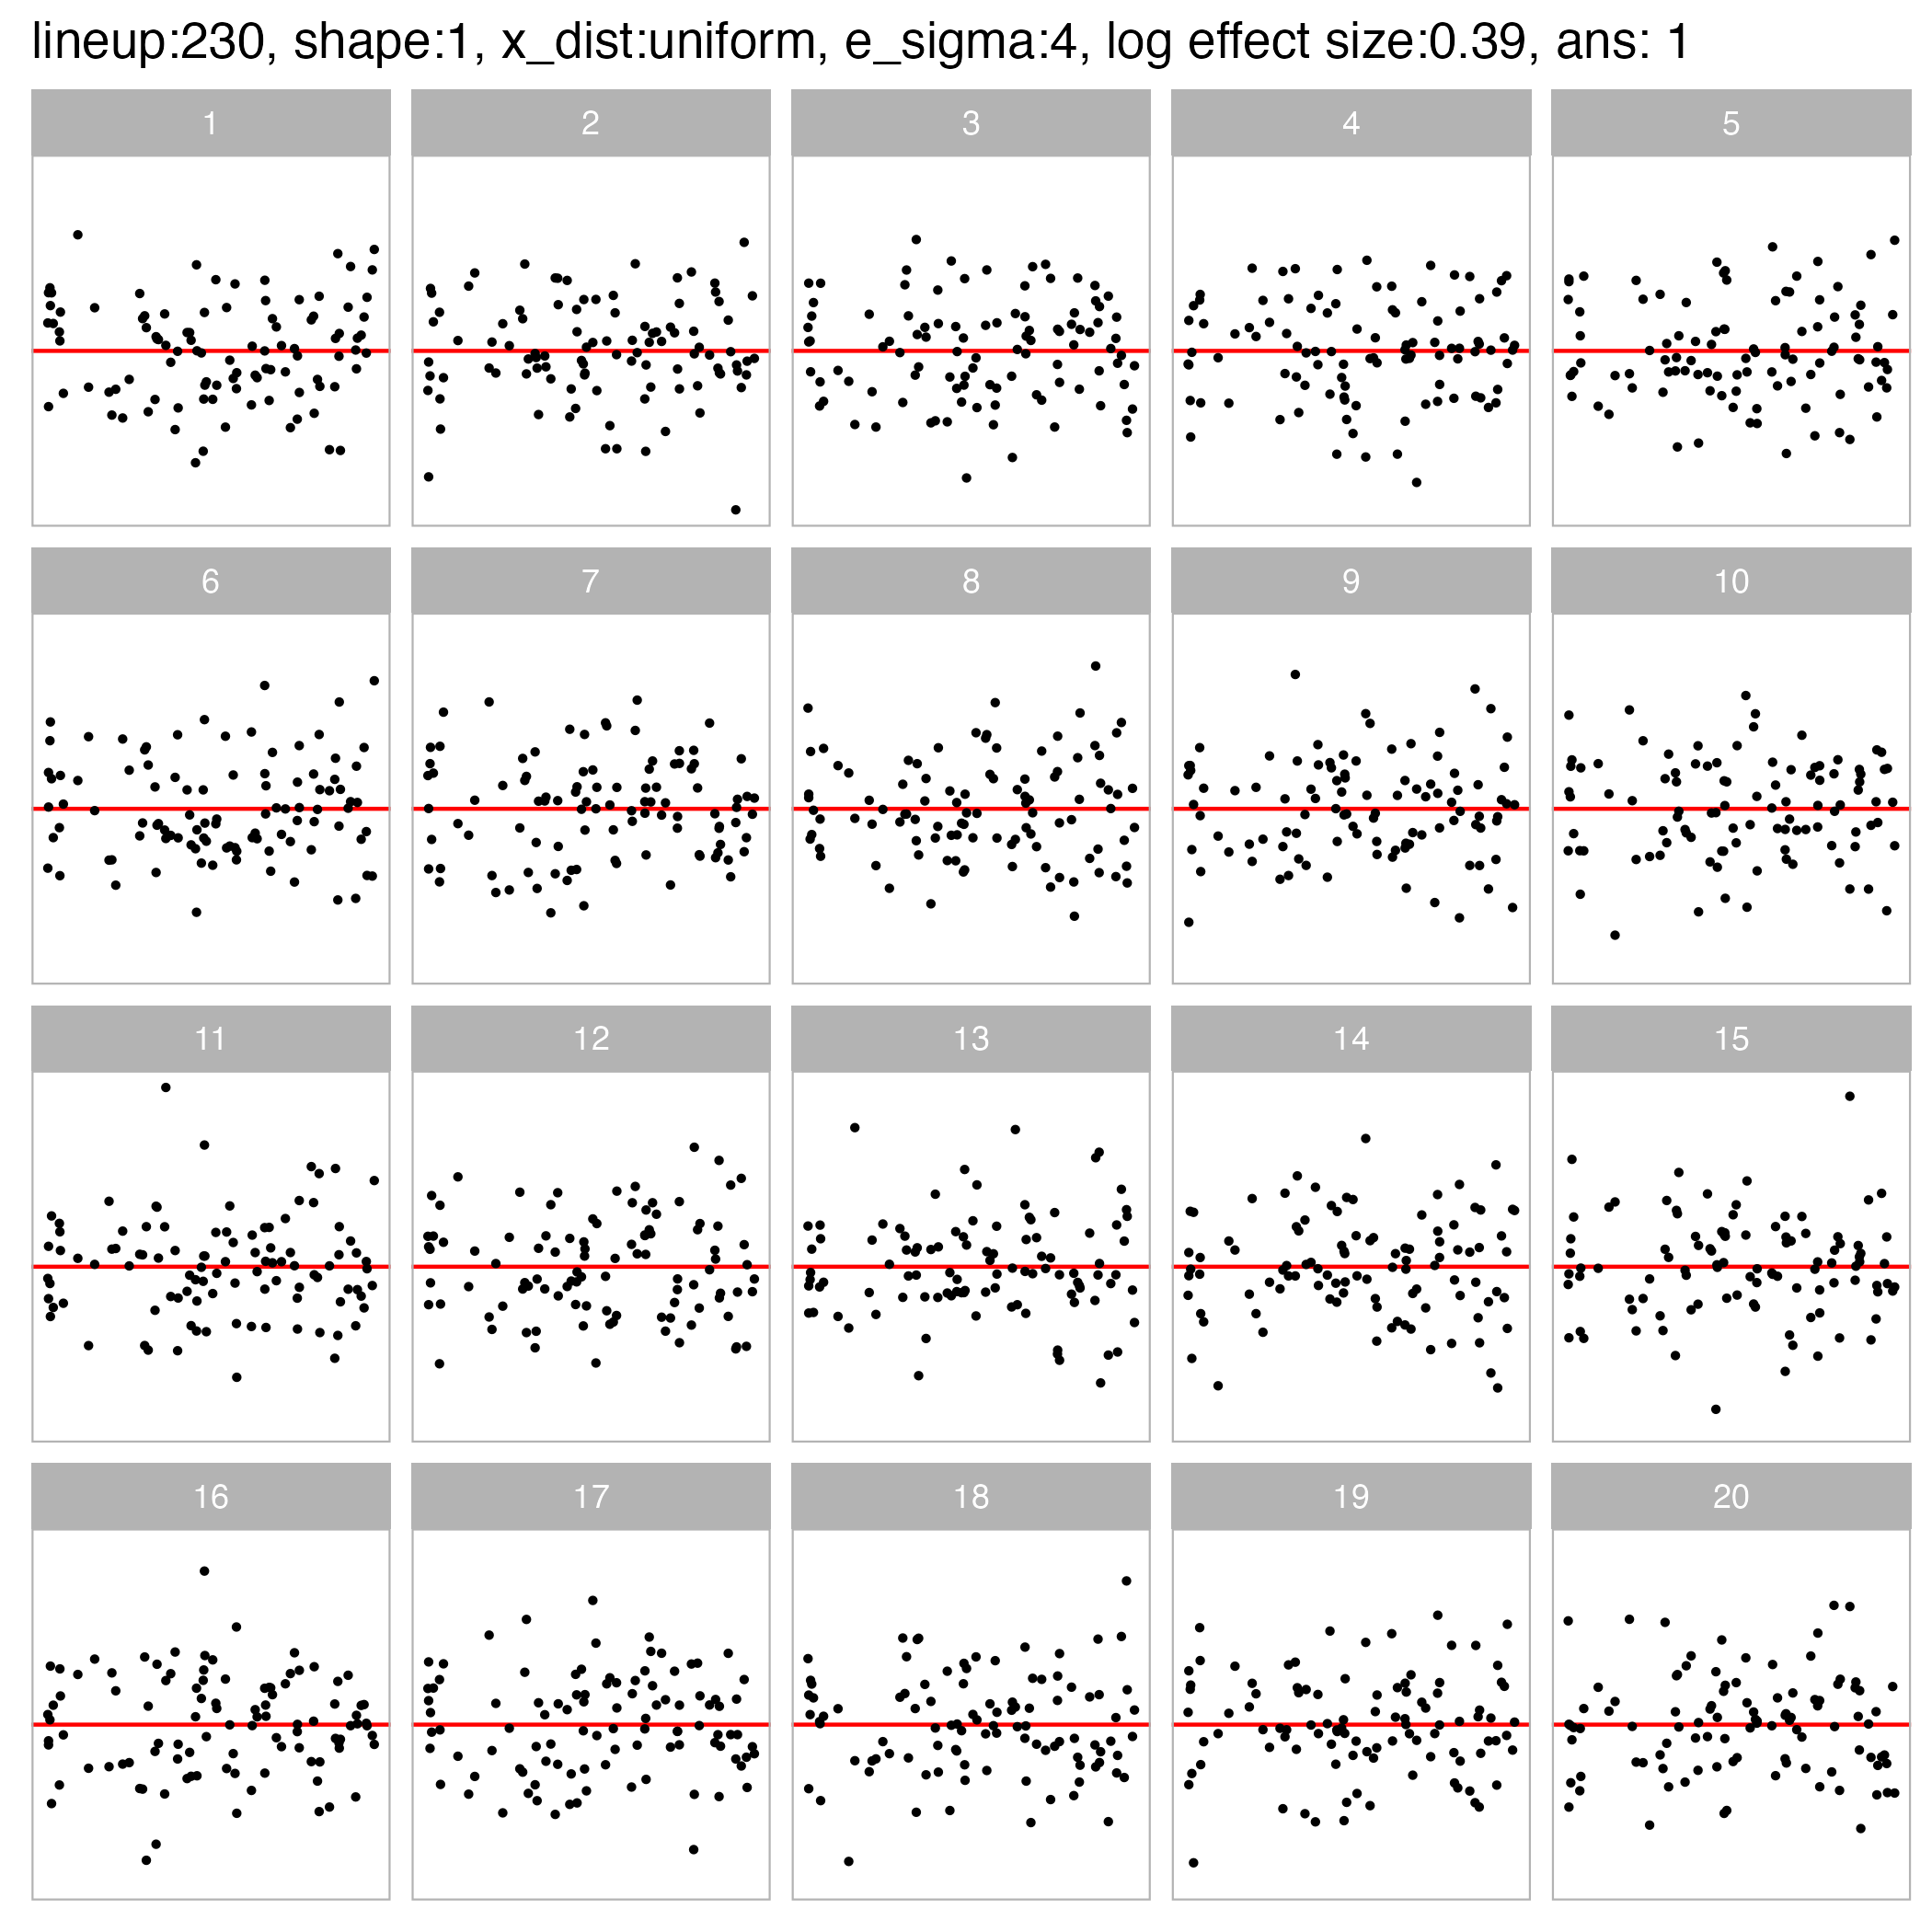 lineup:230, shape:1, x_dist:uniform, e_sigma:4, log effect size:0.39, ans: 1
1 2 3 4 5
6 7 8 9 10
11 12 13 14 15
16 17 18 19 20